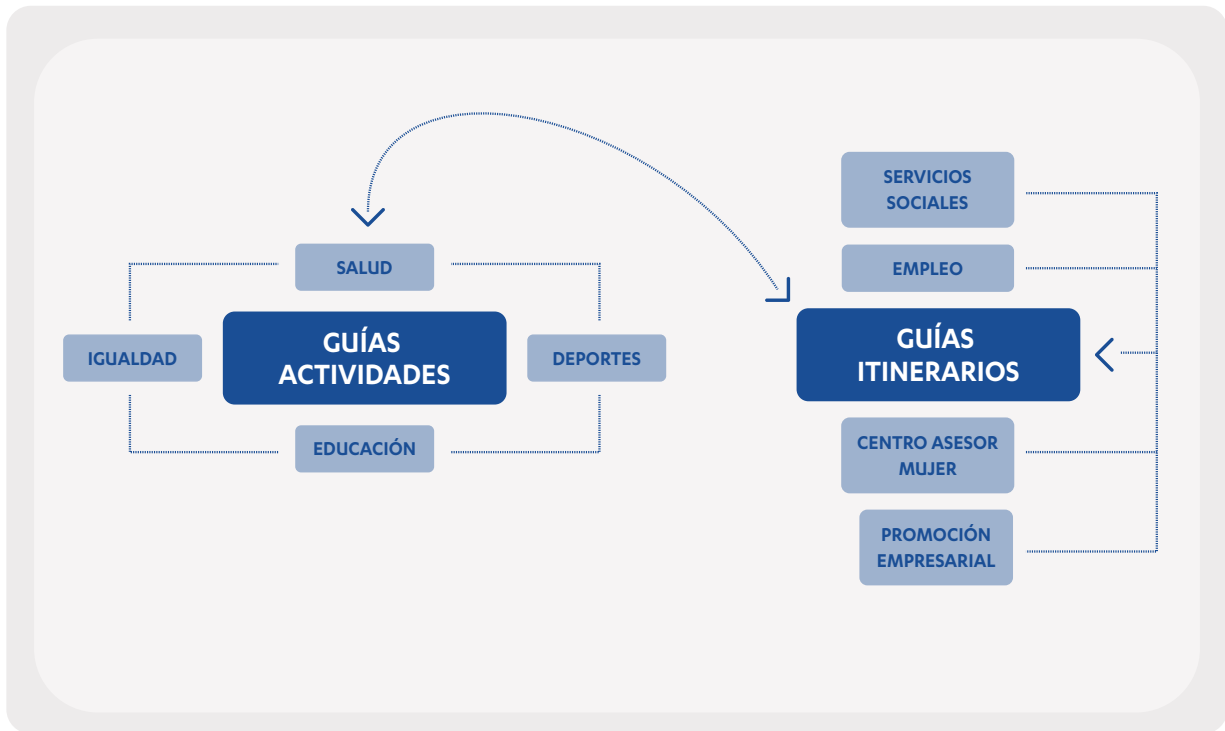 SALUD
IGUALDAD
GUÍAS
ACTIVIDADES
DEPORTES
EDUCACIÓN
SERVICIOS
SOCIALES
EMPLEO
GUÍAS
ITINERARIOS
CENTRO ASESOR
MUJER
PROMOCIÓN
EMPRESARIAL